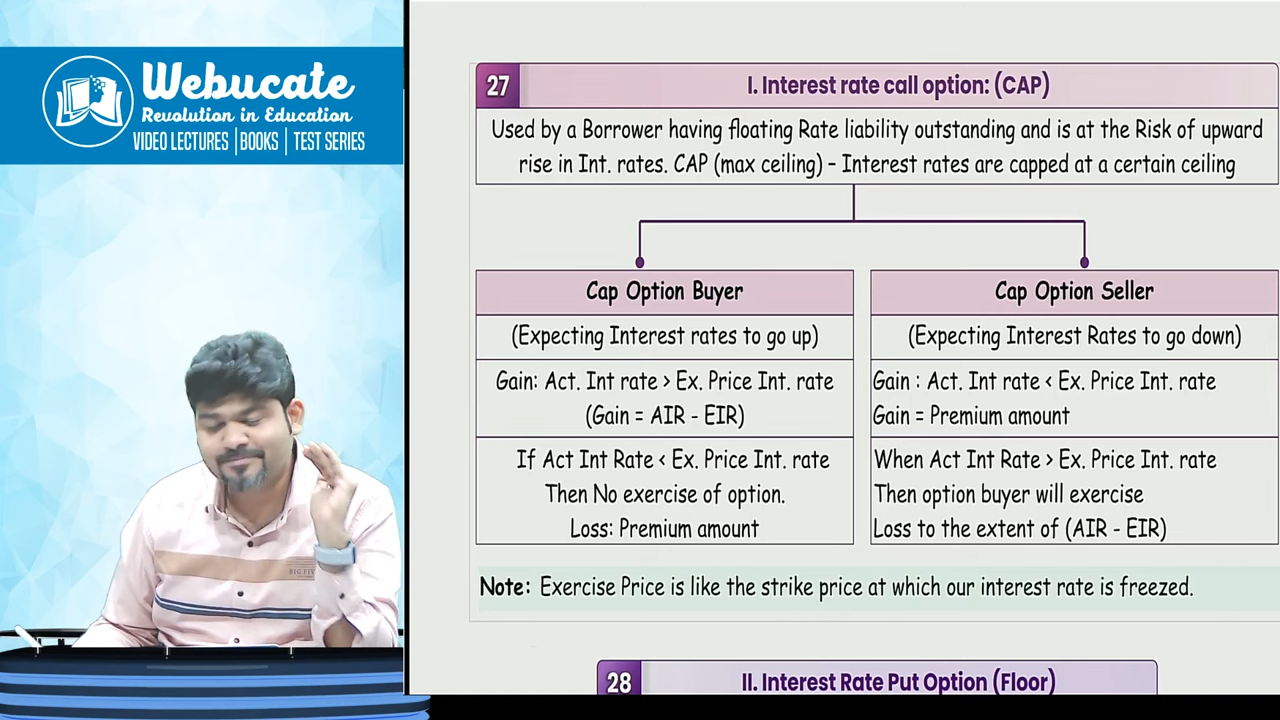 Webucate
Revolution in Education
VIDEO LECTURES | BOOKS | TEST SERIES
BIG FI
27
I. Interest rate call option: (CAP)
Used by a Borrower having floating Rate liability outstanding and is at the Risk of upward
rise in Int. rates. CAP (max ceiling) – Interest rates are capped at a certain ceiling
Cap Option Buyer
(Expecting Interest rates to go up)
Gain: Act. Int rate > Ex. Price Int. rate
(Gain = AIR - EIR)
If Act Int Rate < Ex. Price Int. rate
Then No exercise of option.
Loss: Premium amount
Cap Option Seller
(Expecting Interest Rates to go down)
Gain : Act. Int rate < Ex. Price Int. rate
Gain = Premium amount
When Act Int Rate > Ex. Price Int. rate
Then option buyer will exercise
Loss to the extent of (AIR - EIR)
Note: Exercise Price is like the strike price at which our interest rate is freezed.
28
II. Interest Rate Put Option (Floor)